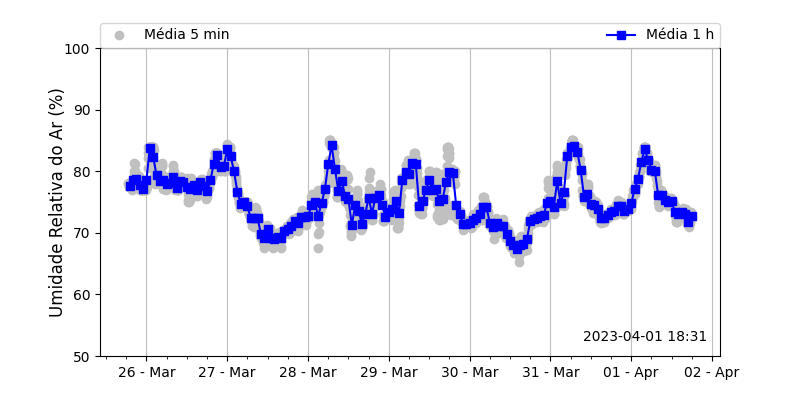 Média 5 min
Média 1 h
Umidade Relativa do Ar (%)
100
90
80
70
60
50
2023-04-01 18:31
26 - Mar
27 - Mar
28 - Mar
29 - Mar
30 - Mar
31 - Mar
01 - Apr
02 - Apr